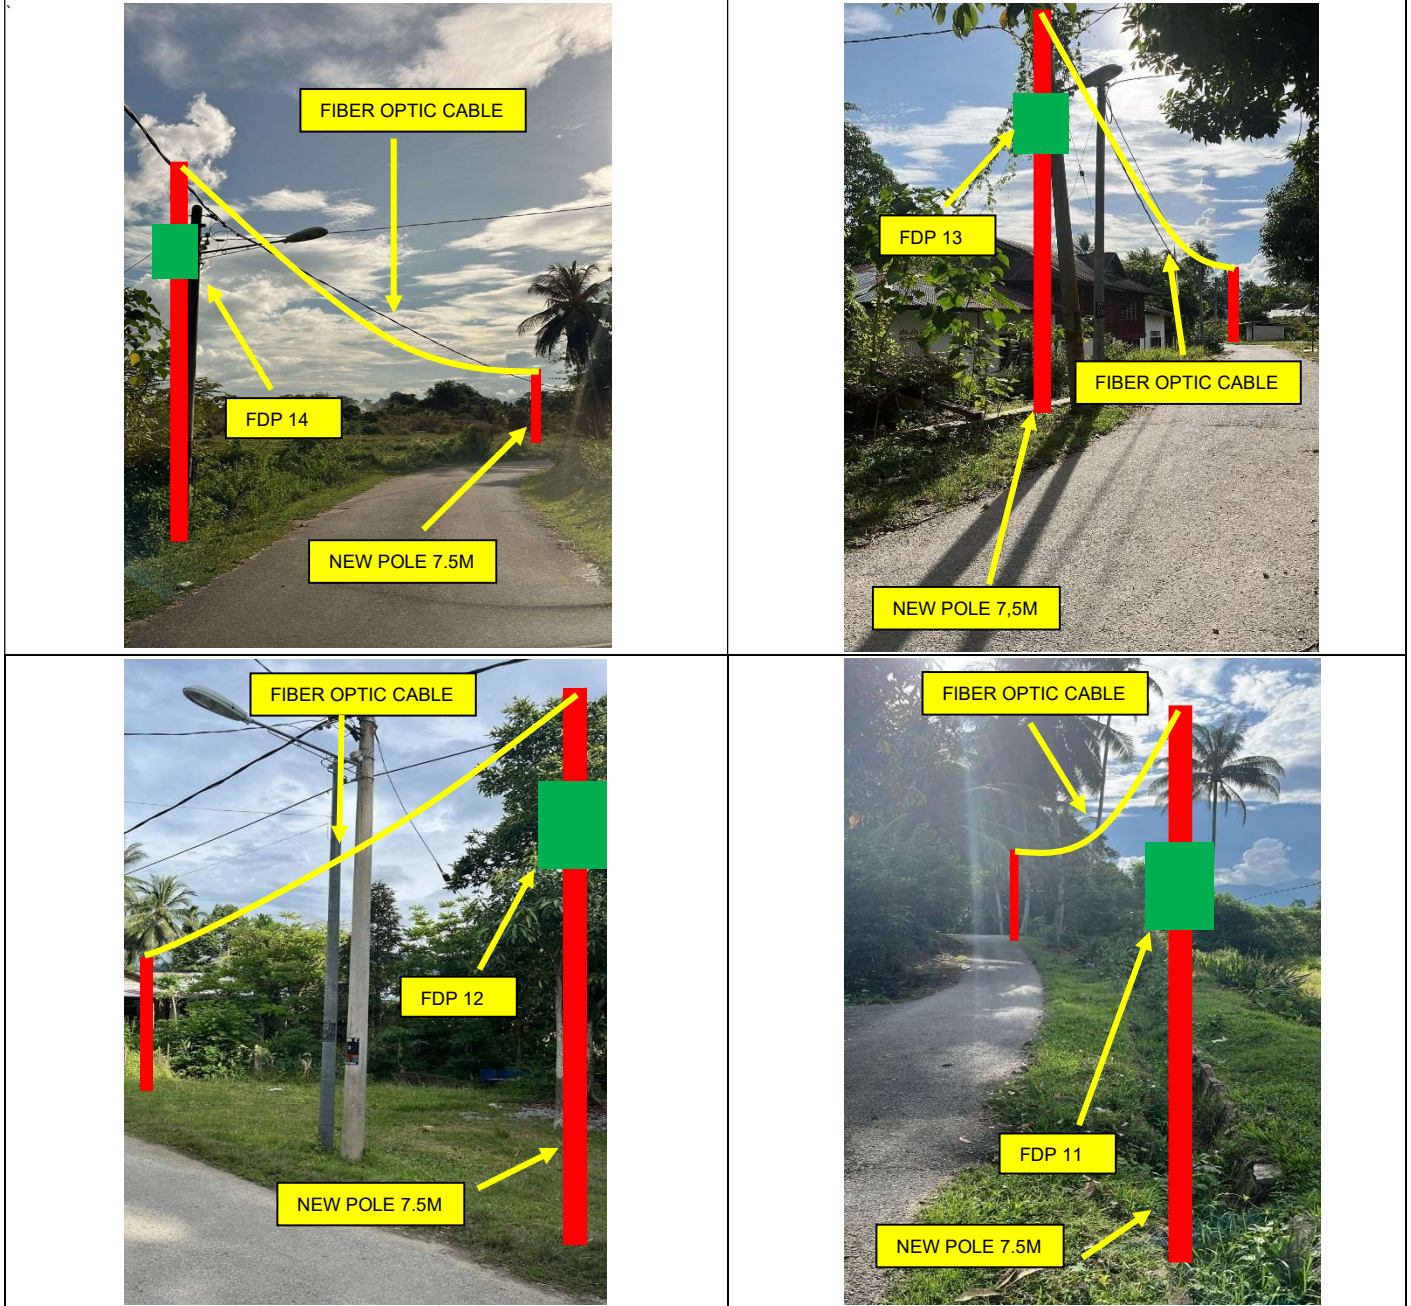 `
FIBER OPTIC CABLE
FDP 14
NEW POLE 7.5M
FDP 13
FIBER OPTIC CABLE
NEW POLE 7,5M
FIBER OPTIC CABLE
FDP 12
NEW POLE 7.5M
FIBER OPTIC CABLE
FDP 11
NEW POLE 7.5M